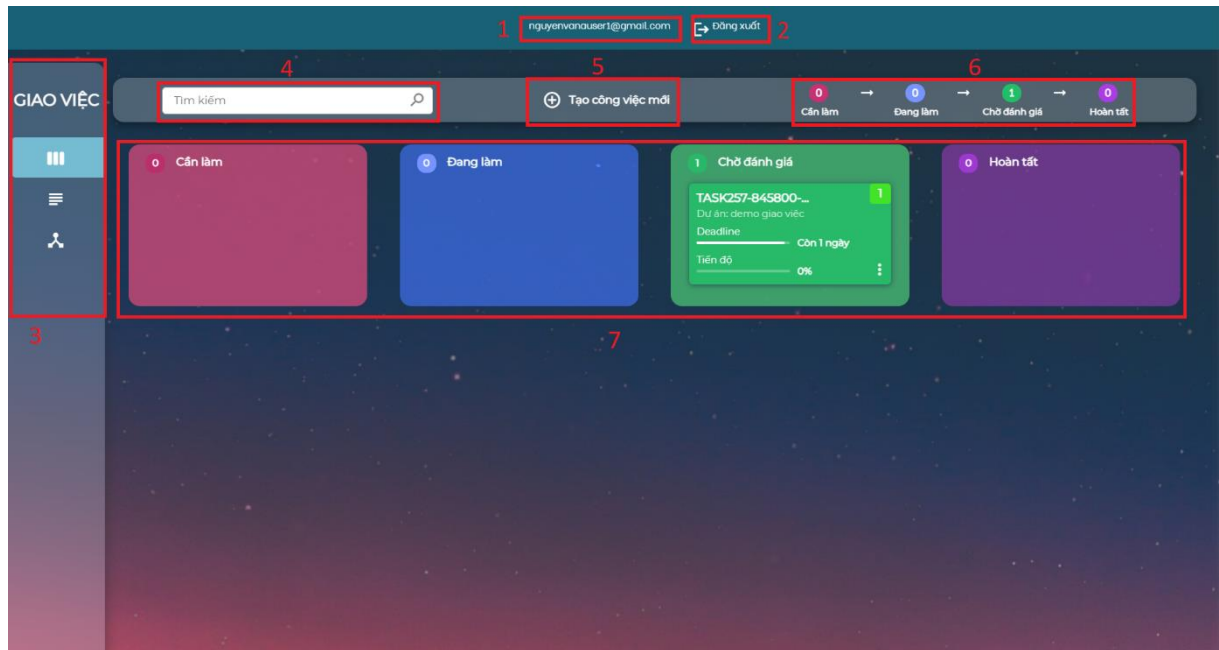 1 nguyenvanauser1@gmail.com Đăng xuất 2
4 5 6
GIAO VIỆC
Tìm kiếm
Tạo công việc mới
0 → 0 → 1 → 0
Cần làm Đang làm Chờ đánh giá Hoàn tất
0 Cần làm
0 Đang làm
1 Chờ đánh giá
TASK257-845800-... 1
Dự án: demo giao việc
Deadline
Còn 1 ngày
Tiến độ
0%
0 Hoàn tất
3
7